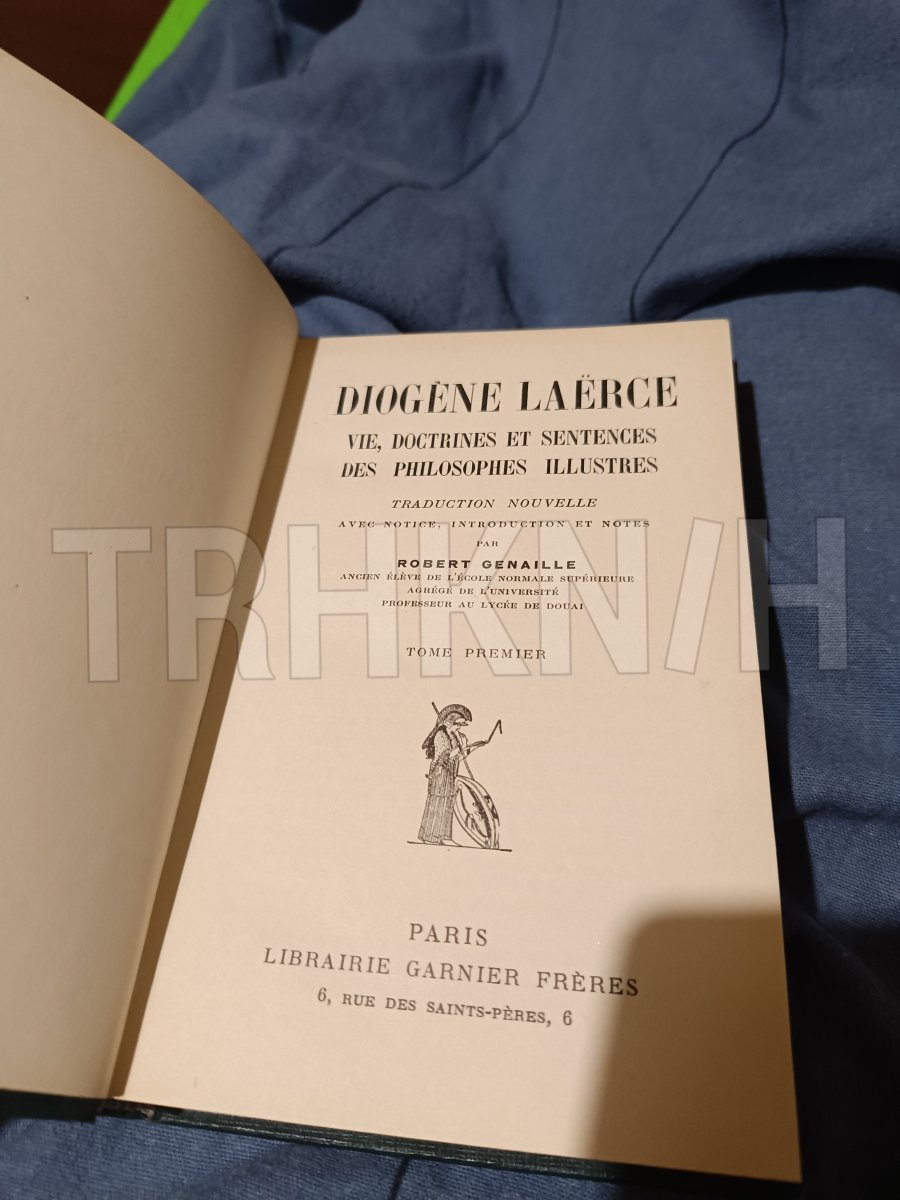 DIOGÈNE LAËRCE
VIE, DOCTRINES ET SENTENCES
DES PHILOSOPHES ILLUSTRES
TRADUCTION NOUVELLE
AVEC NOTICE, INTRODUCTION ET NOTES
PAR
ROBERT GENAILLE
ANCIEN ÉLÈVE DE L'ÉCOLE NORMALE SUPÉRIEURE
AGRÉGÉ DE L'UNIVERSITÉ
PROFESSEUR AU LYCÉE DE DOUAI
TRHKN/H
TOME PREMIER
PARIS
LIBRAIRIE GARNIER FRÈRES
6, RUE DES SAINTS-PÈRES, 6